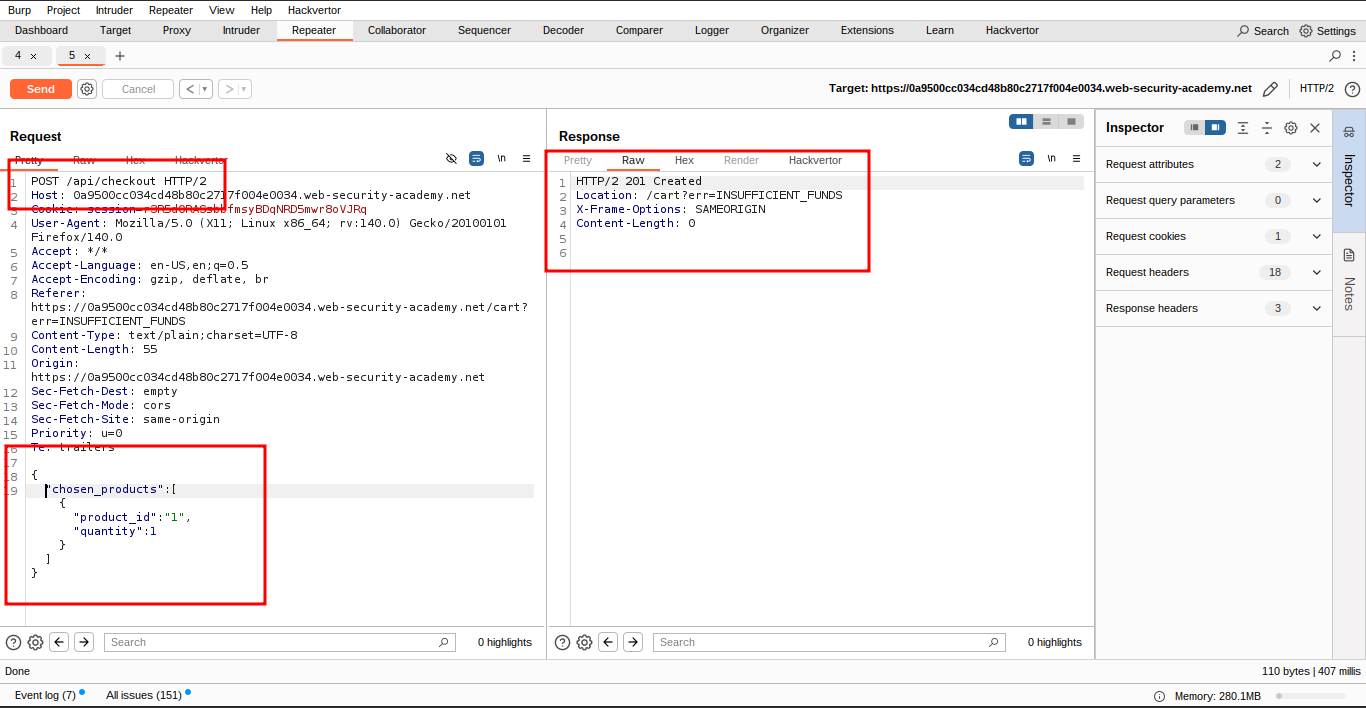 Burp Project Intruder Repeater View Help Hackvertor
Dashboard Target Proxy Intruder Repeater Collaborator Sequencer Decoder Comparer Logger Organizer Extensions Learn Hackvertor Search Settings
4 × 5 × +
Send Cancel < > Target: https://0a9500cc034cd48b80c2717f004e0034.web-security-academy.net HTTP/2
Request
Pretty Raw Hex Hackvertor \n
1 POST /api/checkout HTTP/2
2 Host: 0a9500cc034cd48b80c2717f004e0034.web-security-academy.net
3 Cookie:
4 User-Agent: Mozilla/5.0 (X11; Linux x86_64; rv:140.0) Gecko/20100101
Firefox/140.0
5 Accept: */*
6 Accept-Language: en-US,en;q=0.5
7 Accept-Encoding: gzip, deflate, br
8 Referer:
https://0a9500cc034cd48b80c2717f004e0034.web-security-academy.net/cart?
err=INSUFFICIENT_FUNDS
9 Content-Type: text/plain;charset=UTF-8
10 Content-Length: 55
11 Origin:
https://0a9500cc034cd48b80c2717f004e0034.web-security-academy.net
12 Sec-Fetch-Dest: empty
13 Sec-Fetch-Mode: cors
14 Sec-Fetch-Site: same-origin
15 Priority: u=0
16 Te: trailers
17
18 {
19 "chosen_products":[
{
"product_id":"1",
"quantity":1
}
]
}
Search 0 highlights
Response
Pretty Raw Hex Render Hackvertor \n
1 HTTP/2 201 Created
2 Location: /cart?err=INSUFFICIENT_FUNDS
3 X-Frame-Options: SAMEORIGIN
4 Content-Length: 0
5
6
Search 0 highlights
Inspector
Request attributes 2
Request query parameters 0
Request cookies 1
Request headers 18
Response headers 3
Inspector
Notes
Done 110 bytes | 407 millis
Event log (7) All issues (151) Memory: 280.1MB